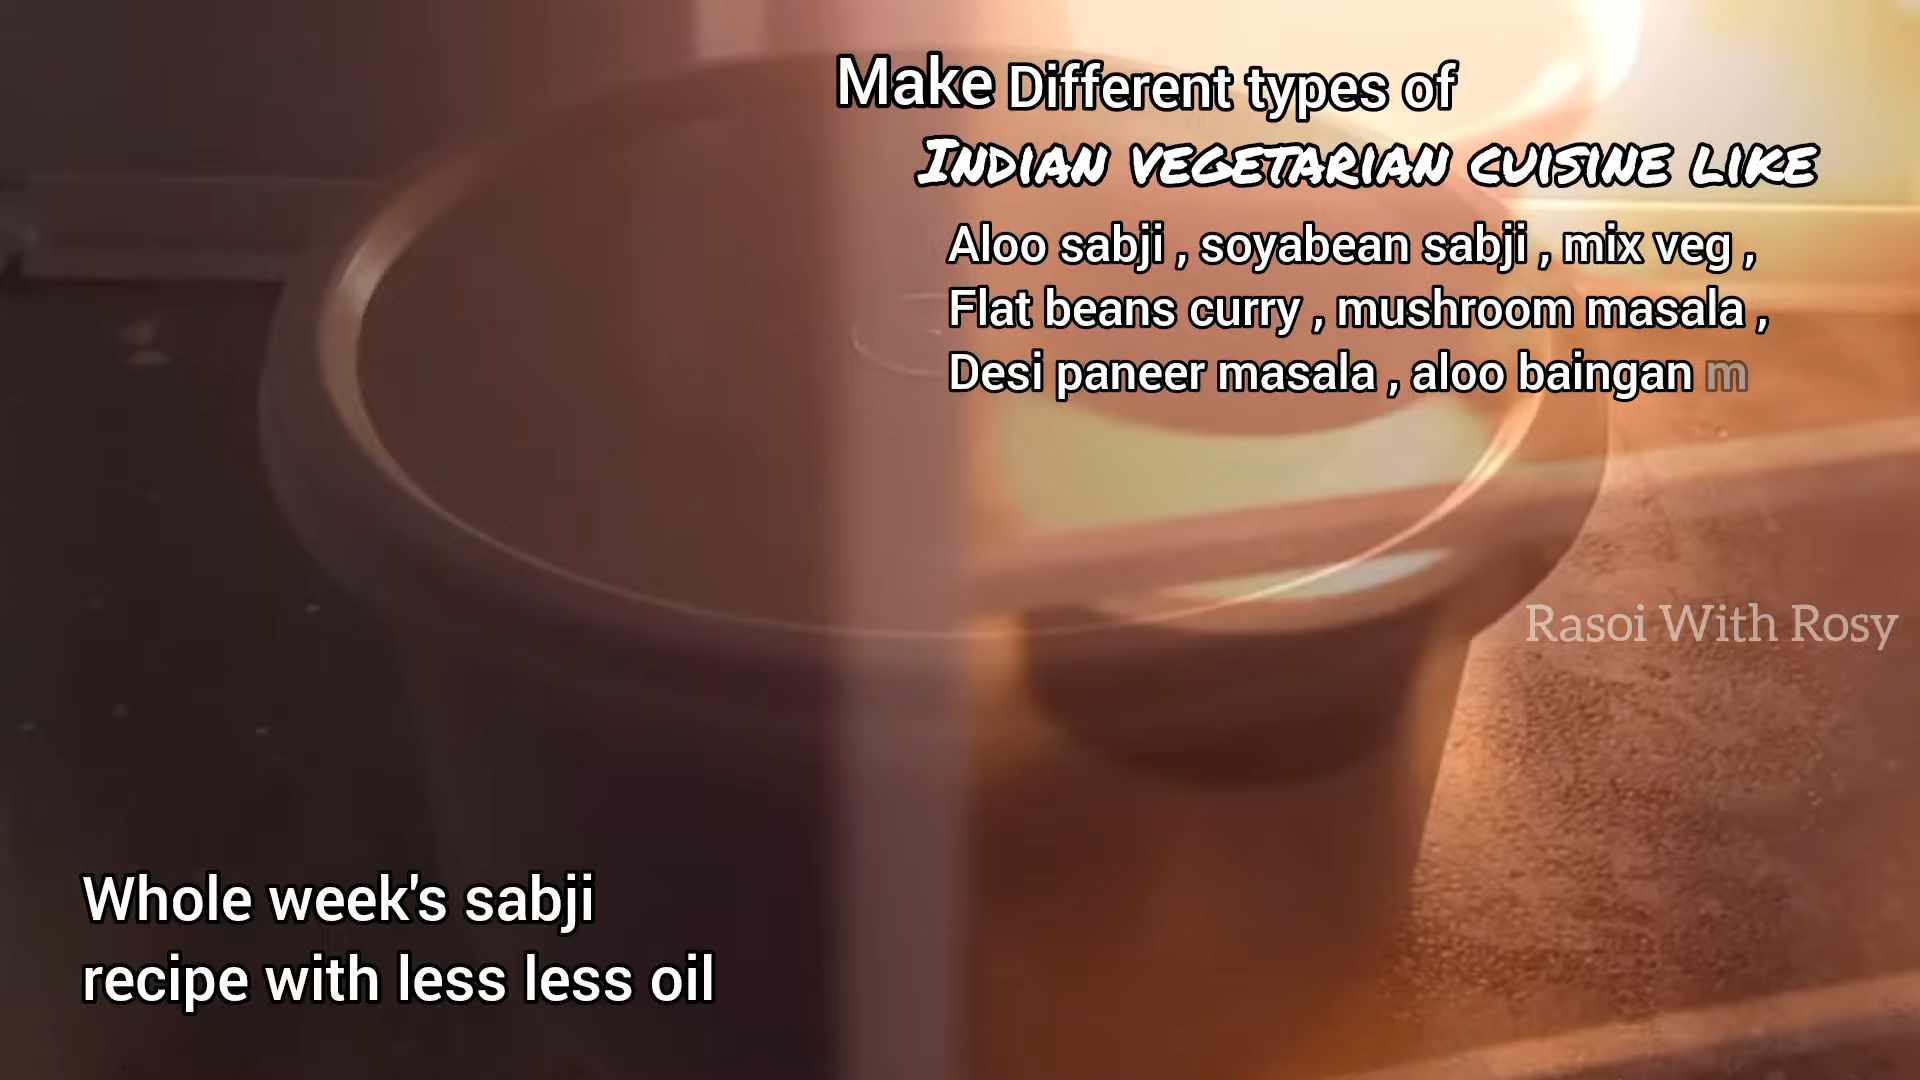 Make Different types of
Indian vegetarian cuisine like
Aloo sabji , soyabean sabji , mix veg ,
Flat beans curry , mushroom masala ,
Desi paneer masala , aloo baingan m
Rasoi With Rosy
Whole week's sabji
recipe with less less oil